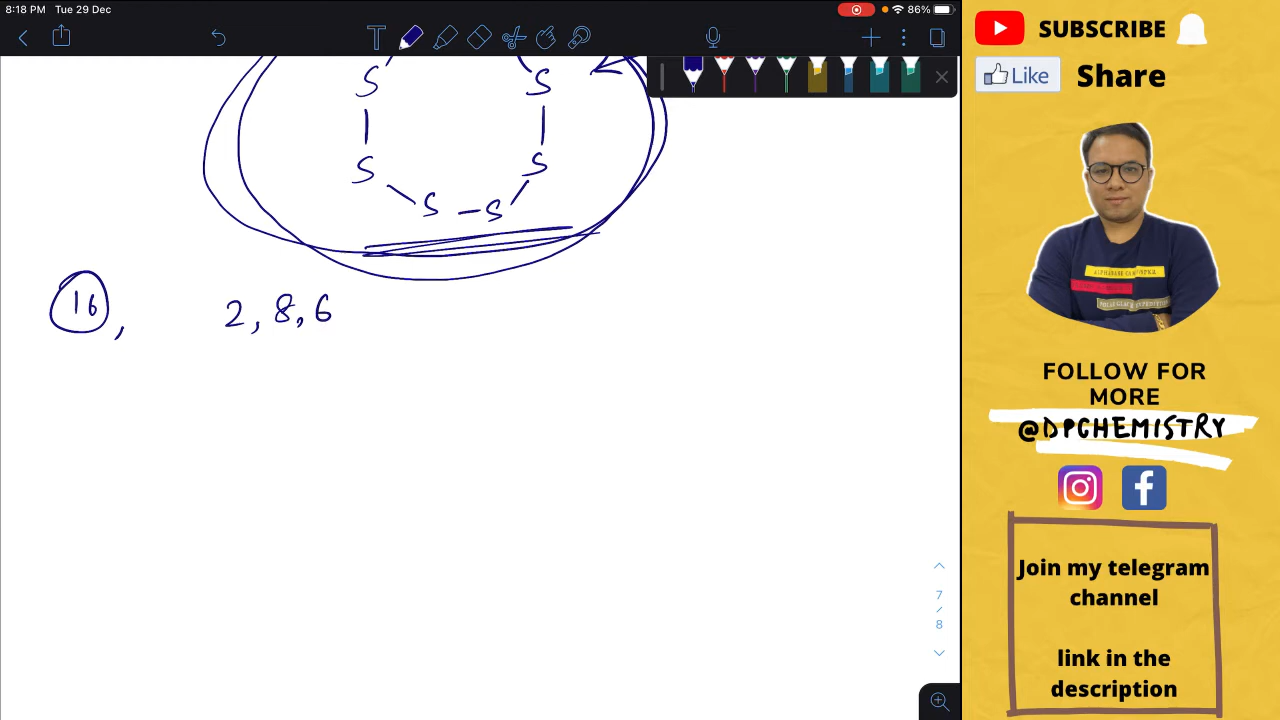 8:18 PM Tue 29 Dec
86%
S S
S S
S - S
16, 2, 8, 6
7
/
8
SUBSCRIBE
Like Share
FOLLOW FOR
MORE
@DPCHEMISTRY
Join my telegram
channel
link in the
description